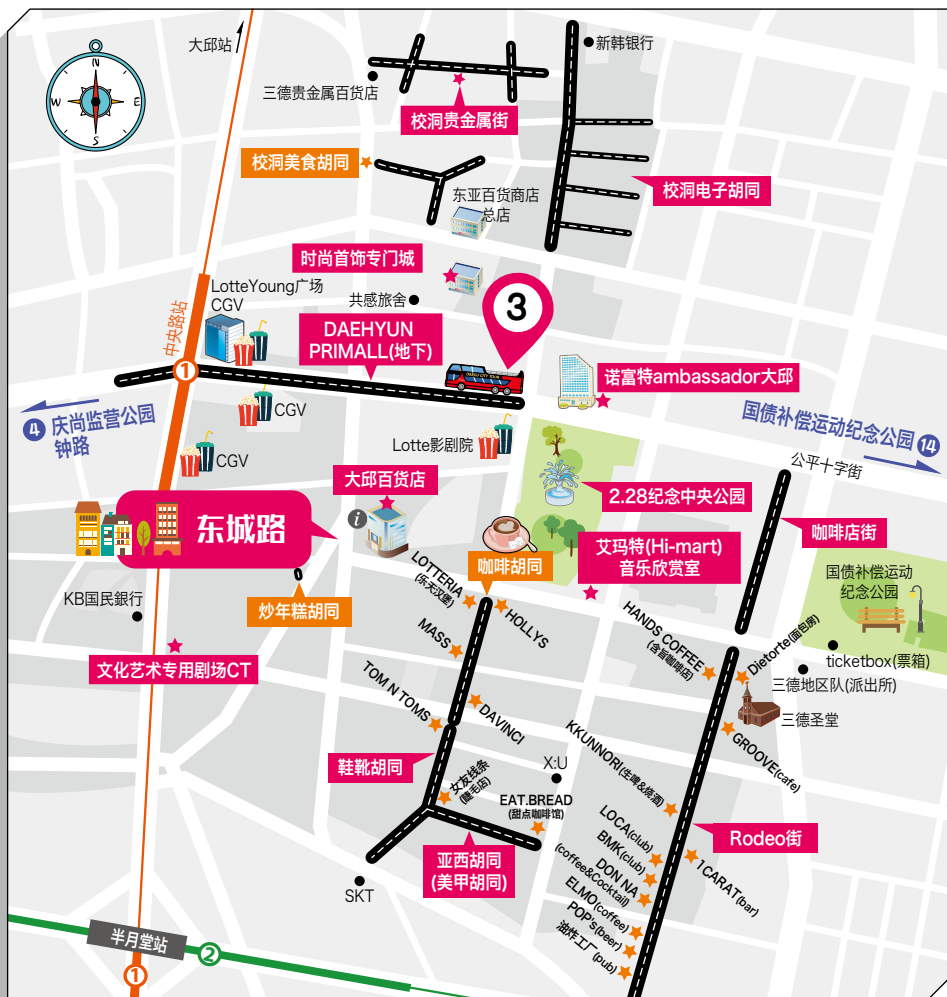 大邱站
新韩银行
N
W
E
S
三德贵金属百货店
校洞贵金属街
校洞美食胡同
校洞电子胡同
东亚百货商店
总店
时尚首饰专门城
LotteYoung广场
CGV
共感旅舍
3
中央路站
DAEHYUN
PRIMALL(地下)
DAEGU CITY TOUR
1
诺富特ambassador大邱
4
庆尚监营公园
钟路
CGV
国债补偿运动纪念公园
14
Lotte影剧院
CGV
公平十字街
大邱百货店
2.28纪念中央公园
i
东城路
咖啡店街
艾玛特(Hi-mart)
音乐欣赏室
咖啡胡同
LOTTERIA
(乐天汉堡)
国债补偿运动
纪念公园
KB国民銀行
炒年糕胡同
HOLLYS
MASS
HANDS COFFEE
(含旨咖啡店)
Dietorte(面包房)
ticketbox(票箱)
文化艺术专用剧场CT
三德地区队(派出所)
TOM N TOMS
DAVINCI
三德圣堂
KKUNNORI(生啤&烧酒)
GROOVE(cafe)
鞋靴胡同
X:U
女友线条
(睫毛店)
EAT.BREAD
(甜点咖啡馆)
LOCA(club)
Rodeo街
BMK(club)
亚西胡同
(美甲胡同)
DON NA
(coffee&Cocktail)
1 CARAT(bar)
SKT
ELMO(coffee)
POP's(beer)
油炸工厂(pub)
半月堂站
2
1